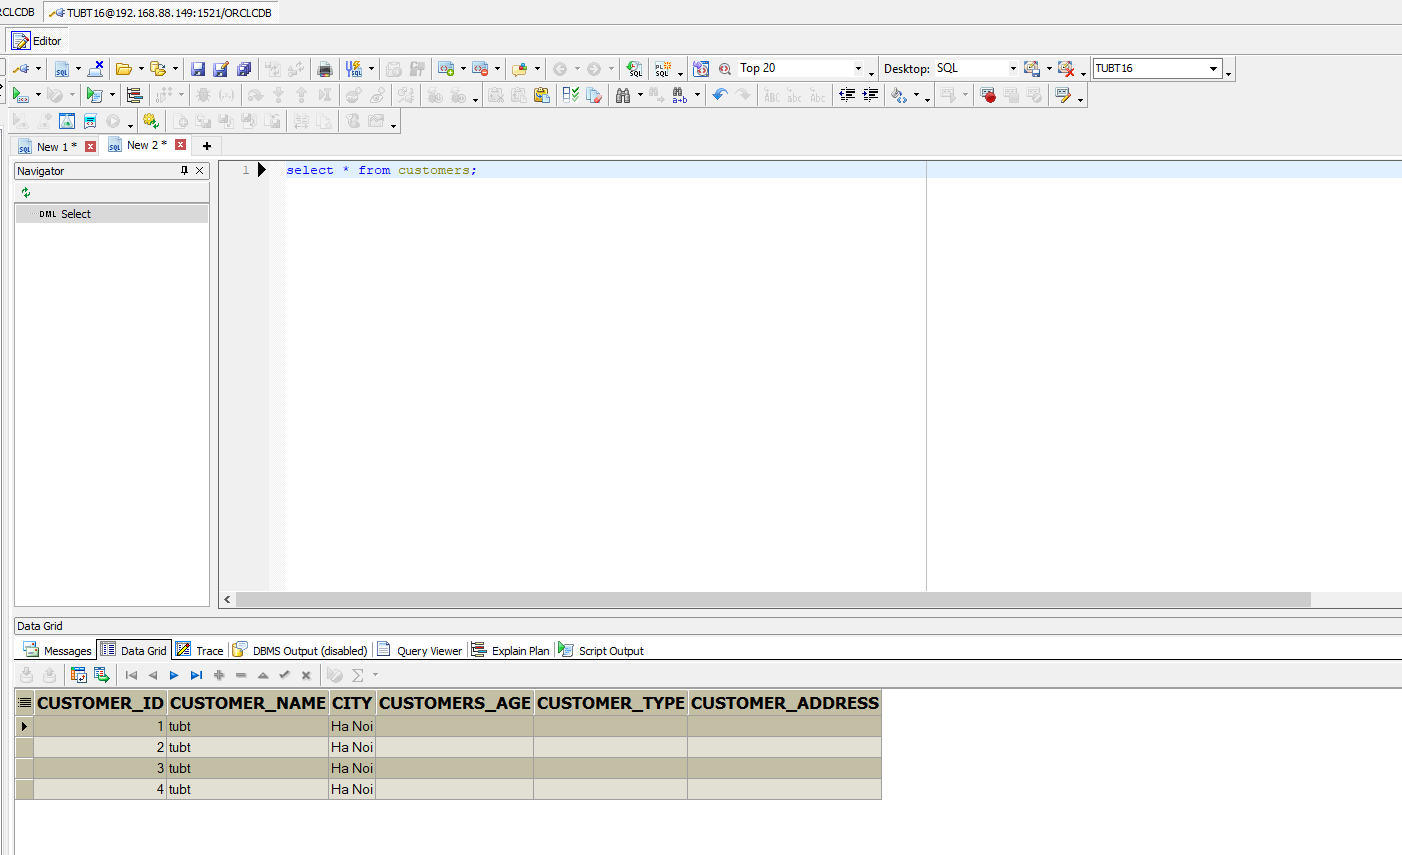 RCLCDB TUBT16@192.168.88.149:1521/ORCLCDB
Editor
SQL Top 20 Desktop: SQL TUBT16
New 1 * New 2 * +
Navigator
DML Select
1 select * from customers;
Data Grid
Messages Data Grid Trace DBMS Output (disabled) Query Viewer Explain Plan Script Output
CUSTOMER_ID CUSTOMER_NAME CITY CUSTOMERS_AGE CUSTOMER_TYPE CUSTOMER_ADDRESS
1 tubt Ha Noi
2 tubt Ha Noi
3 tubt Ha Noi
4 tubt Ha Noi